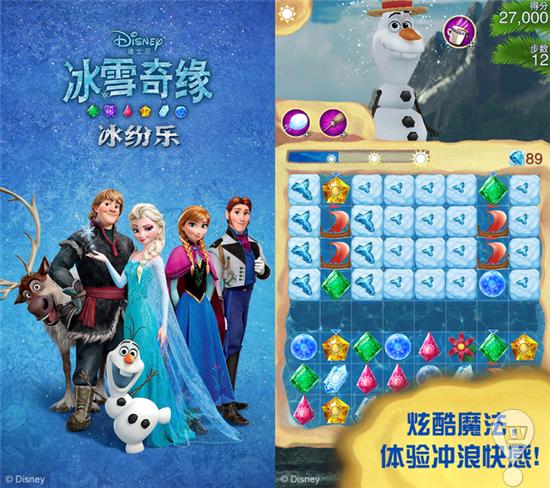 Disney
迪士尼
冰雪奇缘
冰纷乐
© Disney
得分
27,000
步数
12
89
炫酷魔法
体验冲浪快感!
© Disney